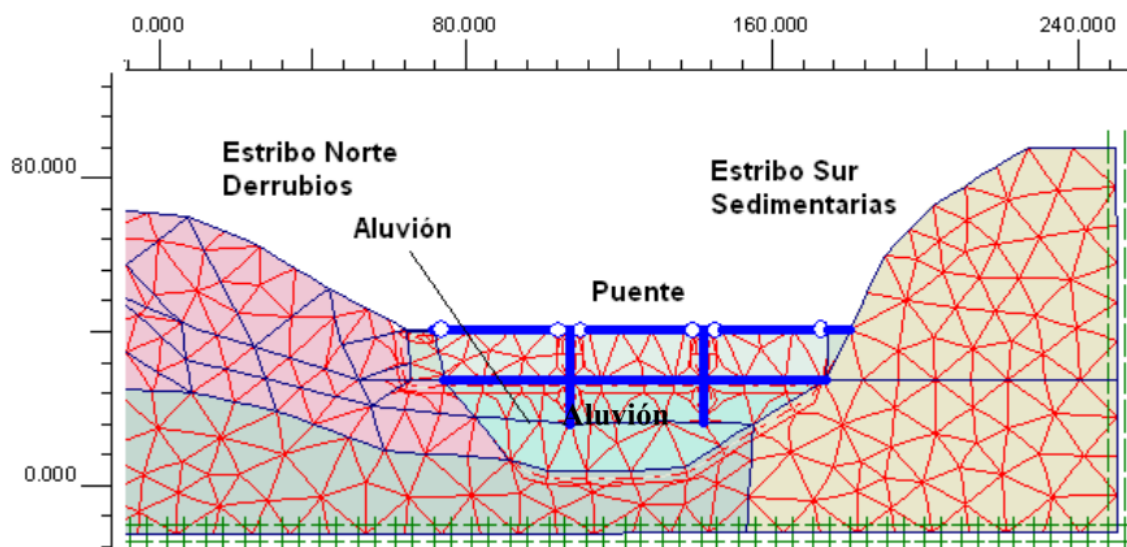 0.000 80.000 160.000 240.000
80.000
0.000
Estribo Norte
Derrubios
Aluvión
Estribo Sur
Sedimentarias
Puente
Aluvión